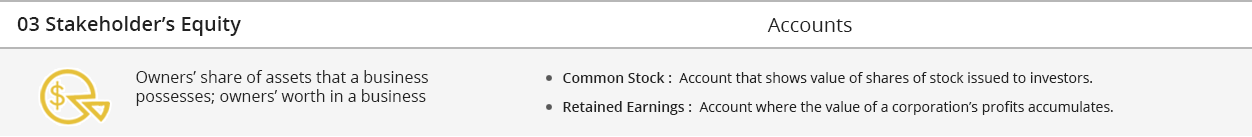 03 Stakeholder’s Equity
Accounts
$
Owners’ share of assets that a business
possesses; owners’ worth in a business
• Common Stock : Account that shows value of shares of stock issued to investors.
• Retained Earnings : Account where the value of a corporation’s profits accumulates.